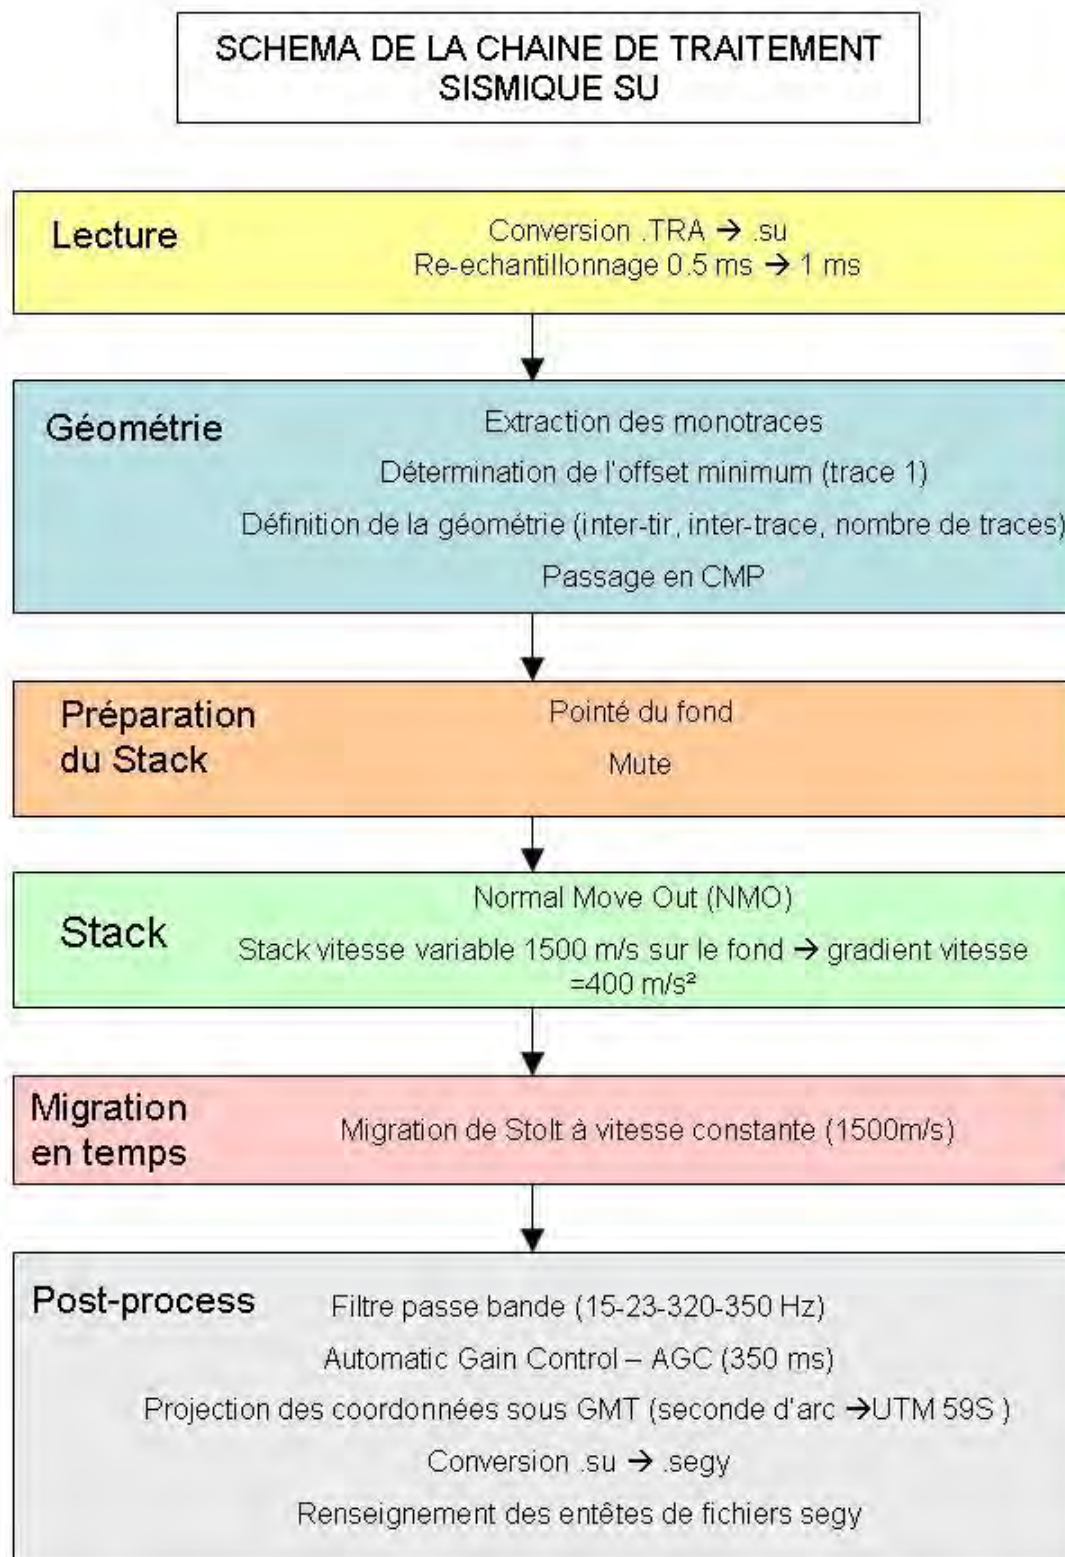 SCHEMA DE LA CHAINE DE TRAITEMENT
SISMIQUE SU
Lecture
Conversion .TRA → .su
Re-echantillonnage 0.5 ms → 1 ms
Géométrie
Extraction des monotraces
Détermination de l'offset minimum (trace 1)
Définition de la géométrie (inter-tir, inter-trace, nombre de traces)
Passage en CMP
Préparation
du Stack
Pointé du fond
Mute
Stack
Normal Move Out (NMO)
Stack vitesse variable 1500 m/s sur le fond → gradient vitesse
=400 m/s²
Migration
en temps
Migration de Stolt à vitesse constante (1500m/s)
Post-process
Filtre passe bande (15-23-320-350 Hz)
Automatic Gain Control – AGC (350 ms)
Projection des coordonnées sous GMT (seconde d'arc →UTM 59S )
Conversion .su → .segy
Renseignement des entêtes de fichiers segy